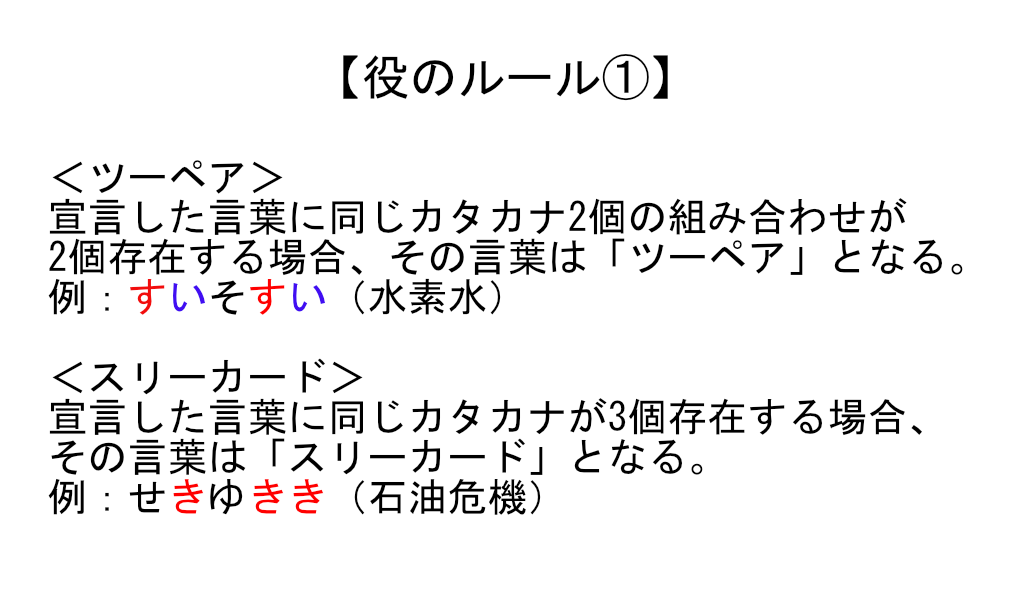 【役のルール①】
＜ツーペア＞
宣言した言葉に同じカタカナ2個の組み合わせが
2個存在する場合、その言葉は「ツーペア」となる。
例：すいそすい（水素水）
＜スリーカード＞
宣言した言葉に同じカタカナが3個存在する場合、
その言葉は「スリーカード」となる。
例：せきゆきき（石油危機）